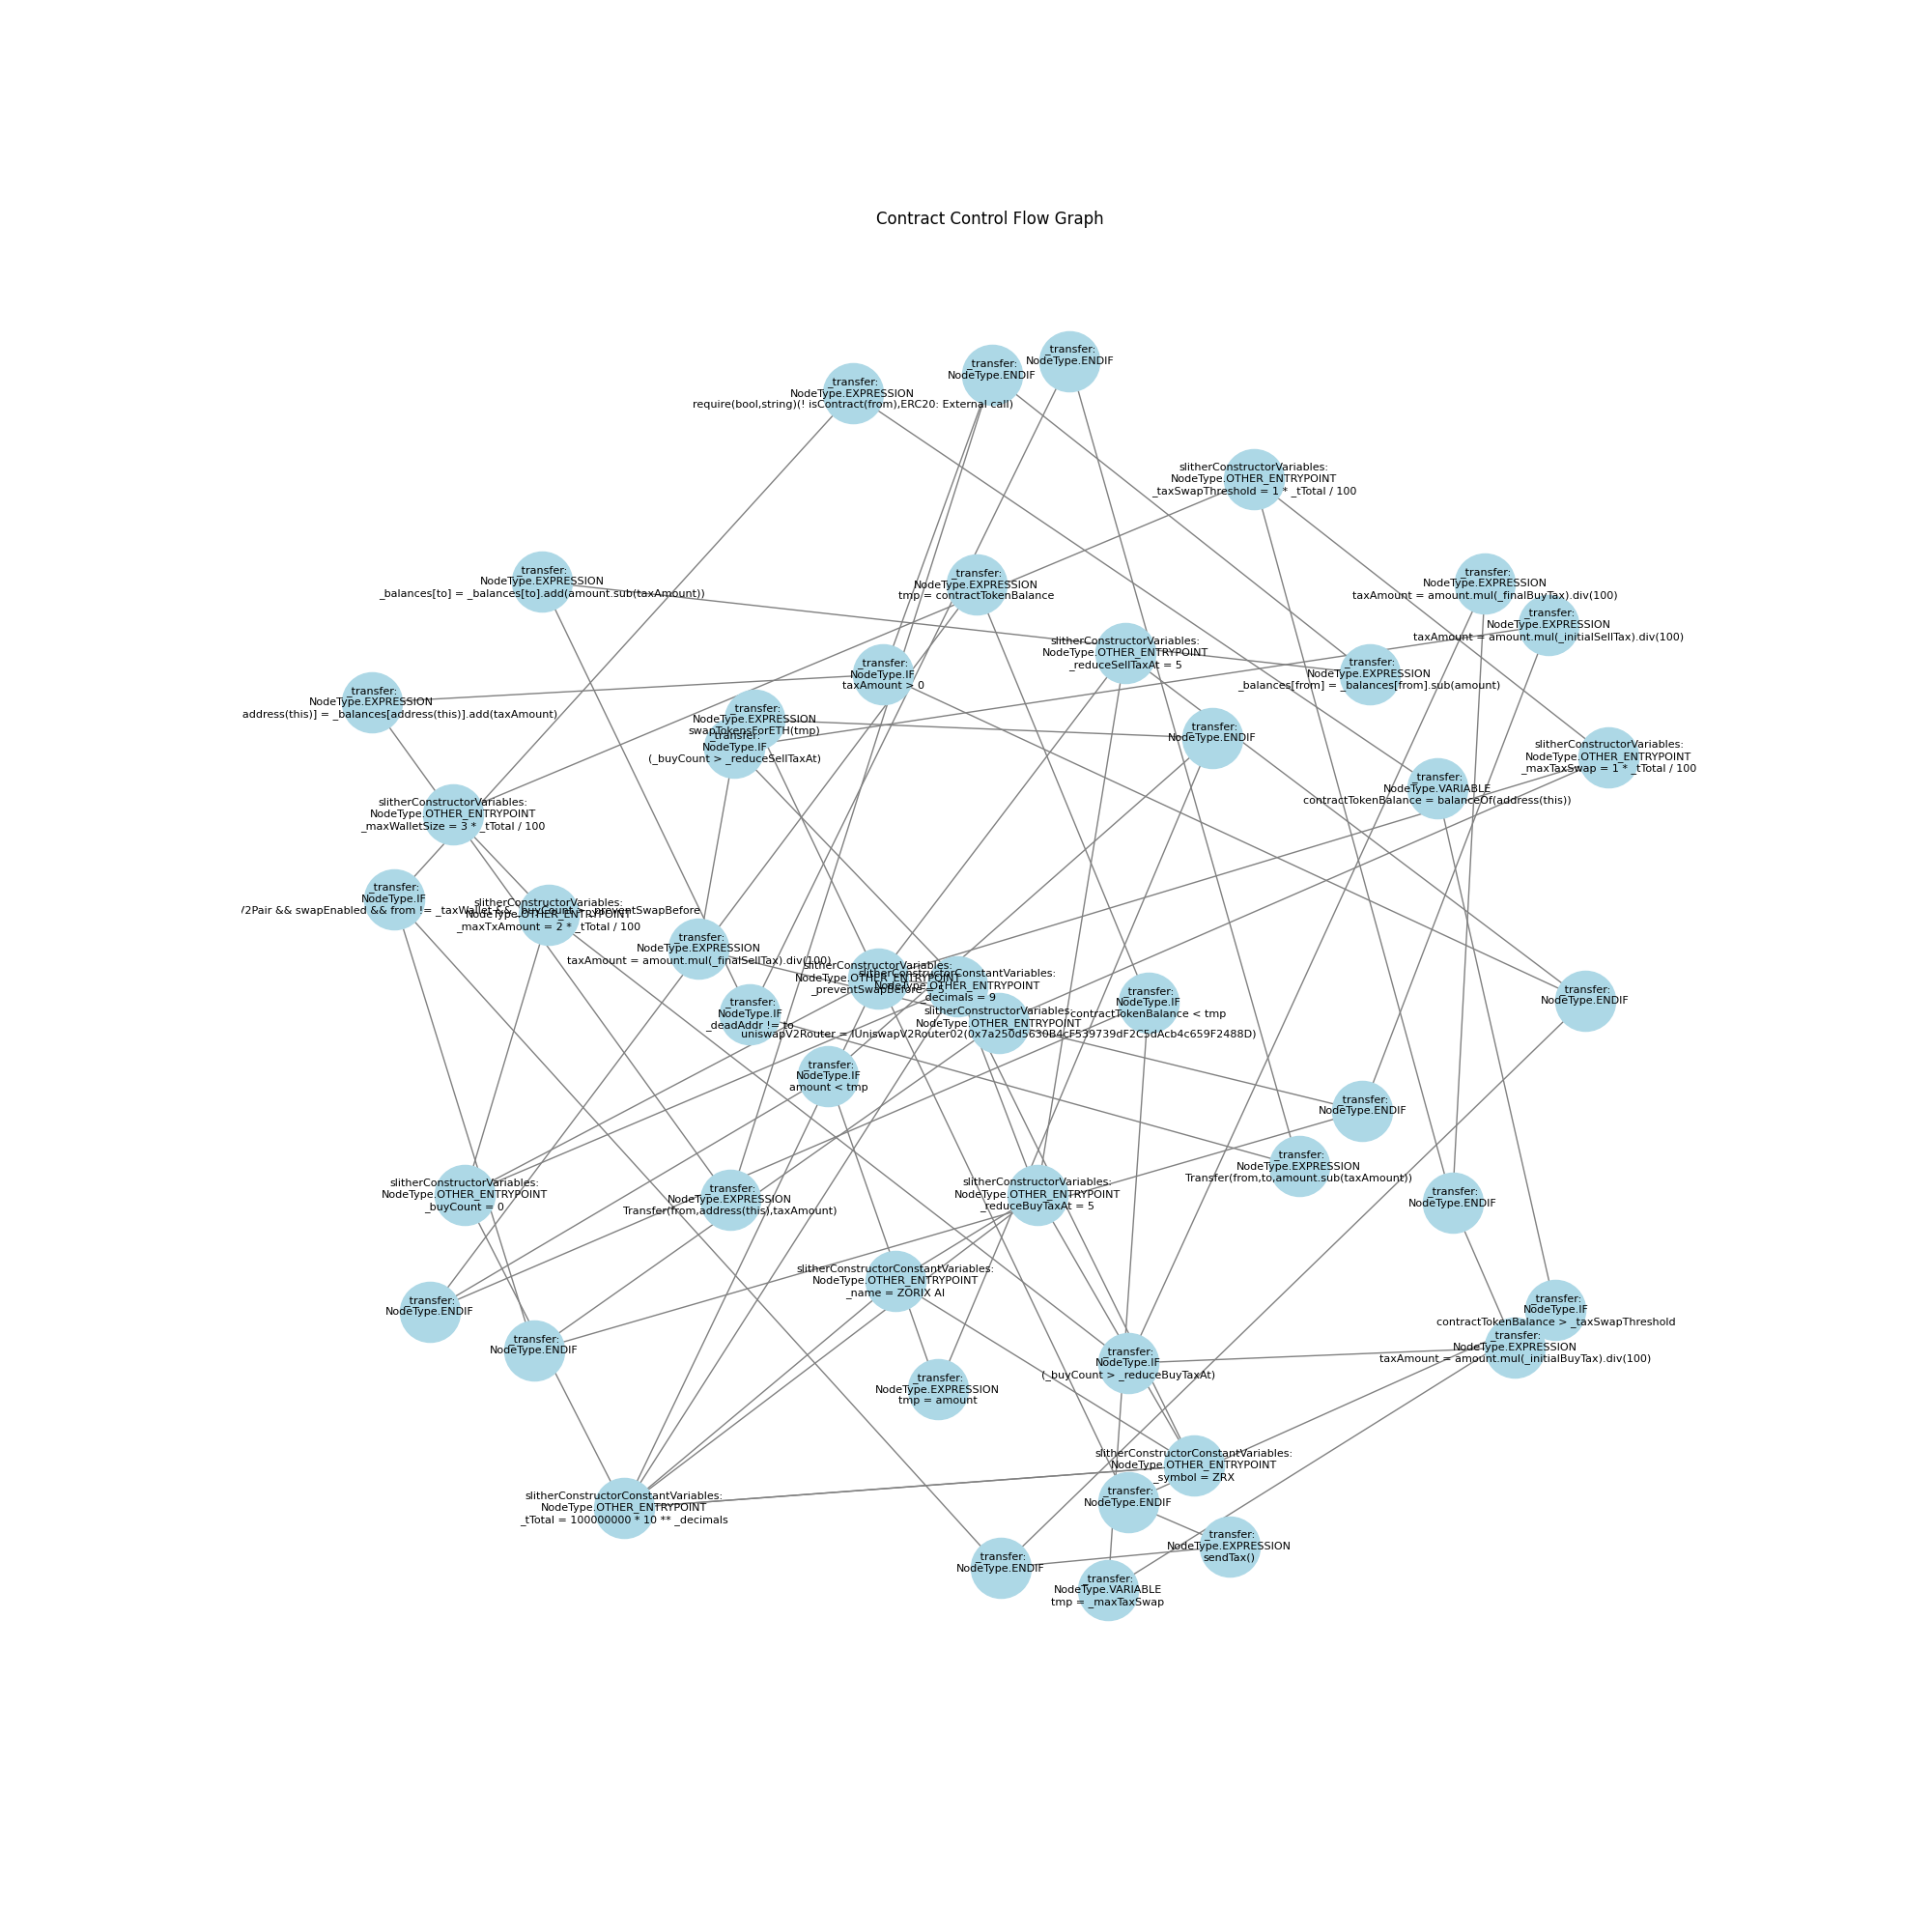 Contract Control Flow Graph
_transfer:
NodeType.ENDIF
_transfer:
NodeType.ENDIF
_transfer:
NodeType.EXPRESSION
require(bool,string)(! isContract(from),ERC20: External call)
slitherConstructorVariables:
NodeType.OTHER_ENTRYPOINT
_taxSwapThreshold = 1 * _tTotal / 100
_transfer:
NodeType.EXPRESSION
_balances[to] = _balances[to].add(amount.sub(taxAmount))
_transfer:
NodeType.EXPRESSION
tmp = contractTokenBalance
_transfer:
NodeType.EXPRESSION
taxAmount = amount.mul(_finalBuyTax).div(100)
_transfer:
NodeType.EXPRESSION
taxAmount = amount.mul(_initialSellTax).div(100)
slitherConstructorVariables:
NodeType.OTHER_ENTRYPOINT
_reduceSellTaxAt = 5
_transfer:
NodeType.IF
taxAmount > 0
_transfer:
NodeType.EXPRESSION
_balances[from] = _balances[from].sub(amount)
_transfer:
NodeType.EXPRESSION
address(this)] = _balances[address(this)].add(taxAmount)
_transfer:
NodeType.EXPRESSION
swapTokensForETH(tmp)
_transfer:
NodeType.IF
(_buyCount > _reduceSellTaxAt)
_transfer:
NodeType.ENDIF
slitherConstructorVariables:
NodeType.OTHER_ENTRYPOINT
_maxTaxSwap = 1 * _tTotal / 100
_transfer:
NodeType.VARIABLE
contractTokenBalance = balanceOf(address(this))
slitherConstructorVariables:
NodeType.OTHER_ENTRYPOINT
_maxWalletSize = 3 * _tTotal / 100
_transfer:
NodeType.IF
/2Pair && swapEnabled && from != _taxWallet && _buyCount > _preventSwapBefore
slitherConstructorVariables:
NodeType.OTHER_ENTRYPOINT
_maxTxAmount = 2 * _tTotal / 100
_transfer:
NodeType.EXPRESSION
taxAmount = amount.mul(_finalSellTax).div(100)
slitherConstructorVariables:
NodeType.OTHER_ENTRYPOINT
_preventSwapBefore = 5
slitherConstructorConstantVariables:
NodeType.OTHER_ENTRYPOINT
_decimals = 9
_transfer:
NodeType.IF
contractTokenBalance < tmp
_transfer:
NodeType.ENDIF
_transfer:
NodeType.IF
_deadAddr != to
slitherConstructorVariables:
NodeType.OTHER_ENTRYPOINT
uniswapV2Router = IUniswapV2Router02(0x7a250d5630B4cF539739dF2C5dAcb4c659F2488D)
_transfer:
NodeType.IF
amount < tmp
_transfer:
NodeType.ENDIF
_transfer:
NodeType.EXPRESSION
Transfer(from,to,amount.sub(taxAmount))
slitherConstructorVariables:
NodeType.OTHER_ENTRYPOINT
_buyCount = 0
_transfer:
NodeType.EXPRESSION
Transfer(from,address(this),taxAmount)
slitherConstructorVariables:
NodeType.OTHER_ENTRYPOINT
_reduceBuyTaxAt = 5
_transfer:
NodeType.ENDIF
slitherConstructorConstantVariables:
NodeType.OTHER_ENTRYPOINT
_name = ZORIX AI
_transfer:
NodeType.ENDIF
_transfer:
NodeType.IF
contractTokenBalance > _taxSwapThreshold
_transfer:
NodeType.EXPRESSION
taxAmount = amount.mul(_initialBuyTax).div(100)
_transfer:
NodeType.ENDIF
_transfer:
NodeType.IF
(_buyCount > _reduceBuyTaxAt)
_transfer:
NodeType.EXPRESSION
tmp = amount
slitherConstructorConstantVariables:
NodeType.OTHER_ENTRYPOINT
_symbol = ZRX
_transfer:
NodeType.ENDIF
slitherConstructorConstantVariables:
NodeType.OTHER_ENTRYPOINT
_tTotal = 100000000 * 10 ** _decimals
_transfer:
NodeType.EXPRESSION
sendTax()
_transfer:
NodeType.ENDIF
_transfer:
NodeType.VARIABLE
tmp = _maxTaxSwap